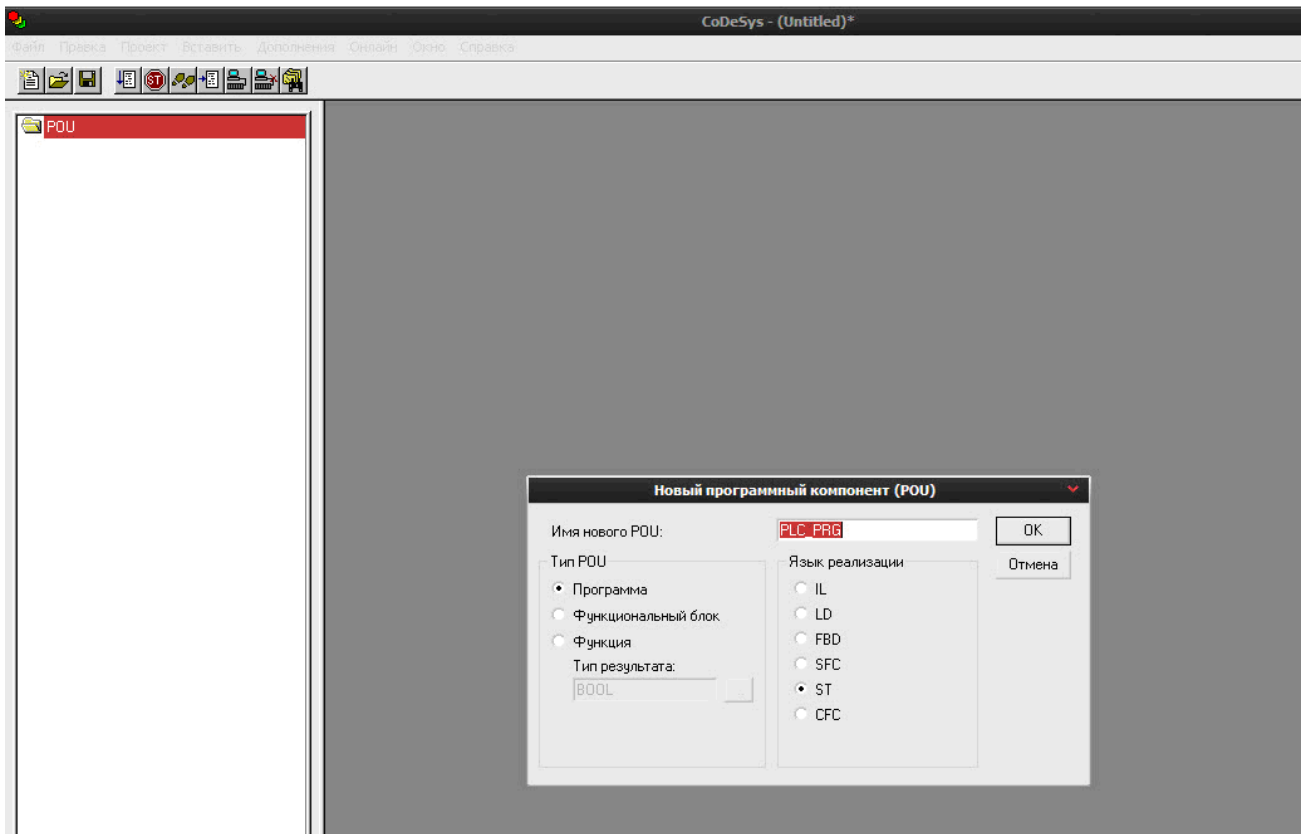 CoDeSys - (Untitled)*
Файл Правка Проект Вставить Дополнения Онлайн Окно Справка
ST
POU
Новый программный компонент (POU)
Имя нового POU:
PLC_PRG
OK
Тип POU
Язык реализации
Отмена
Программа
IL
Функциональный блок
LD
Функция
FBD
Тип результата:
SFC
BOOL
...
ST
CFC